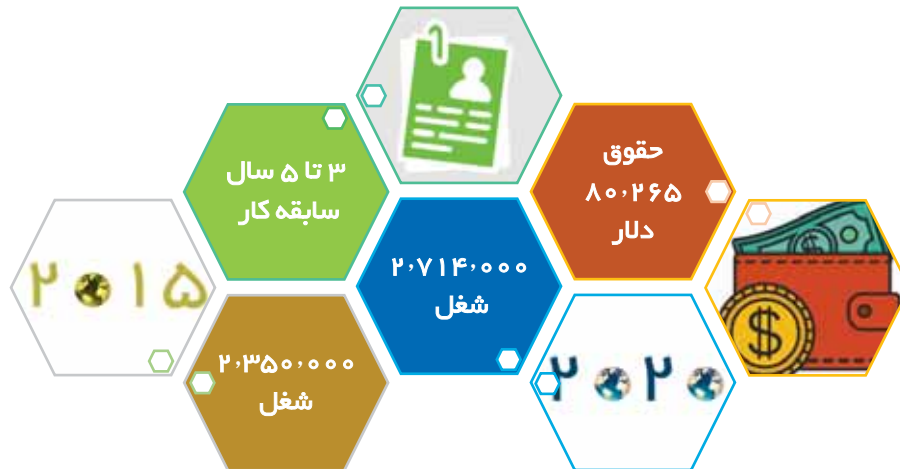 حقوق
۸۰,۲۶۵
دلار
۳ تا ۵ سال
سابقه کار
۲,۷۱۴,۰۰۰
شغل
۲۰۱۵
۲,۳۵۰,۰۰۰
شغل
۲۰۲۰
$
$